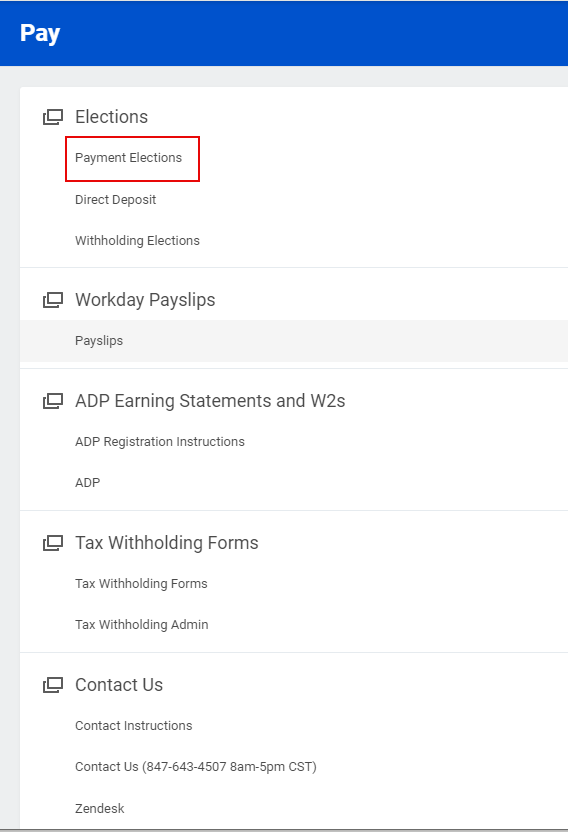 Pay
Elections
Payment Elections
Direct Deposit
Withholding Elections
Workday Payslips
Payslips
ADP Earning Statements and W2s
ADP Registration Instructions
ADP
Tax Withholding Forms
Tax Withholding Forms
Tax Withholding Admin
Contact Us
Contact Instructions
Contact Us (847-643-4507 8am-5pm CST)
Zendesk